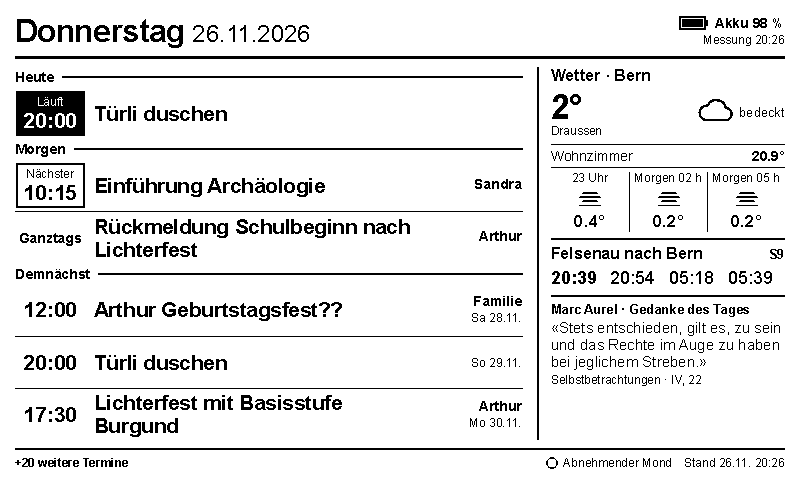 Donnerstag 26.11.2026
Akku 98 %
Messung 20:26
Heute
Läuft
20:00
Türli duschen
Morgen
Nächster
10:15
Einführung Archäologie
Sandra
Ganztags
Rückmeldung Schulbeginn nach
Lichterfest
Arthur
Demnächst
12:00
Arthur Geburtstagsfest??
Familie
Sa 28.11.
20:00
Türli duschen
So 29.11.
17:30
Lichterfest mit Basisstufe
Burgund
Arthur
Mo 30.11.
Wetter · Bern
2°
bedeckt
Draussen
Wohnzimmer 20.9°
23 Uhr Morgen 02 h Morgen 05 h
0.4° 0.2° 0.2°
Felsenau nach Bern S9
20:39 20:54 05:18 05:39
Marc Aurel · Gedanke des Tages
«Stets entschieden, gilt es, zu sein
und das Rechte im Auge zu haben
bei jeglichem Streben.»
Selbstbetrachtungen · IV, 22
+20 weitere Termine
Abnehmender Mond Stand 26.11. 20:26